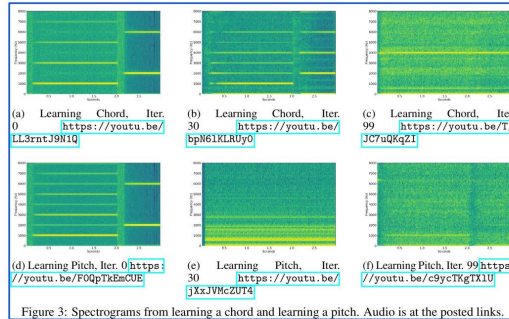 (a) Learning Chord, Iter.
0 https://youtu.be/
LL3rntJ9N1Q
(b) Learning Chord, Iter.
30 https://youtu.be/
bpN6lKLRUyO
(c) Learning Chord, Iter.
99 https://youtu.be/T
JC7uQKqZI
(d) Learning Pitch, Iter. 0 https:
//youtu.be/F0QpTkEmCUE
(e) Learning Pitch, Iter.
30 https://youtu.be/
jXxJVMcZUT4
(f) Learning Pitch, Iter. 99 https
://youtu.be/c9ycTKgTX1U
Figure 3: Spectrograms from learning a chord and learning a pitch. Audio is at the posted links.